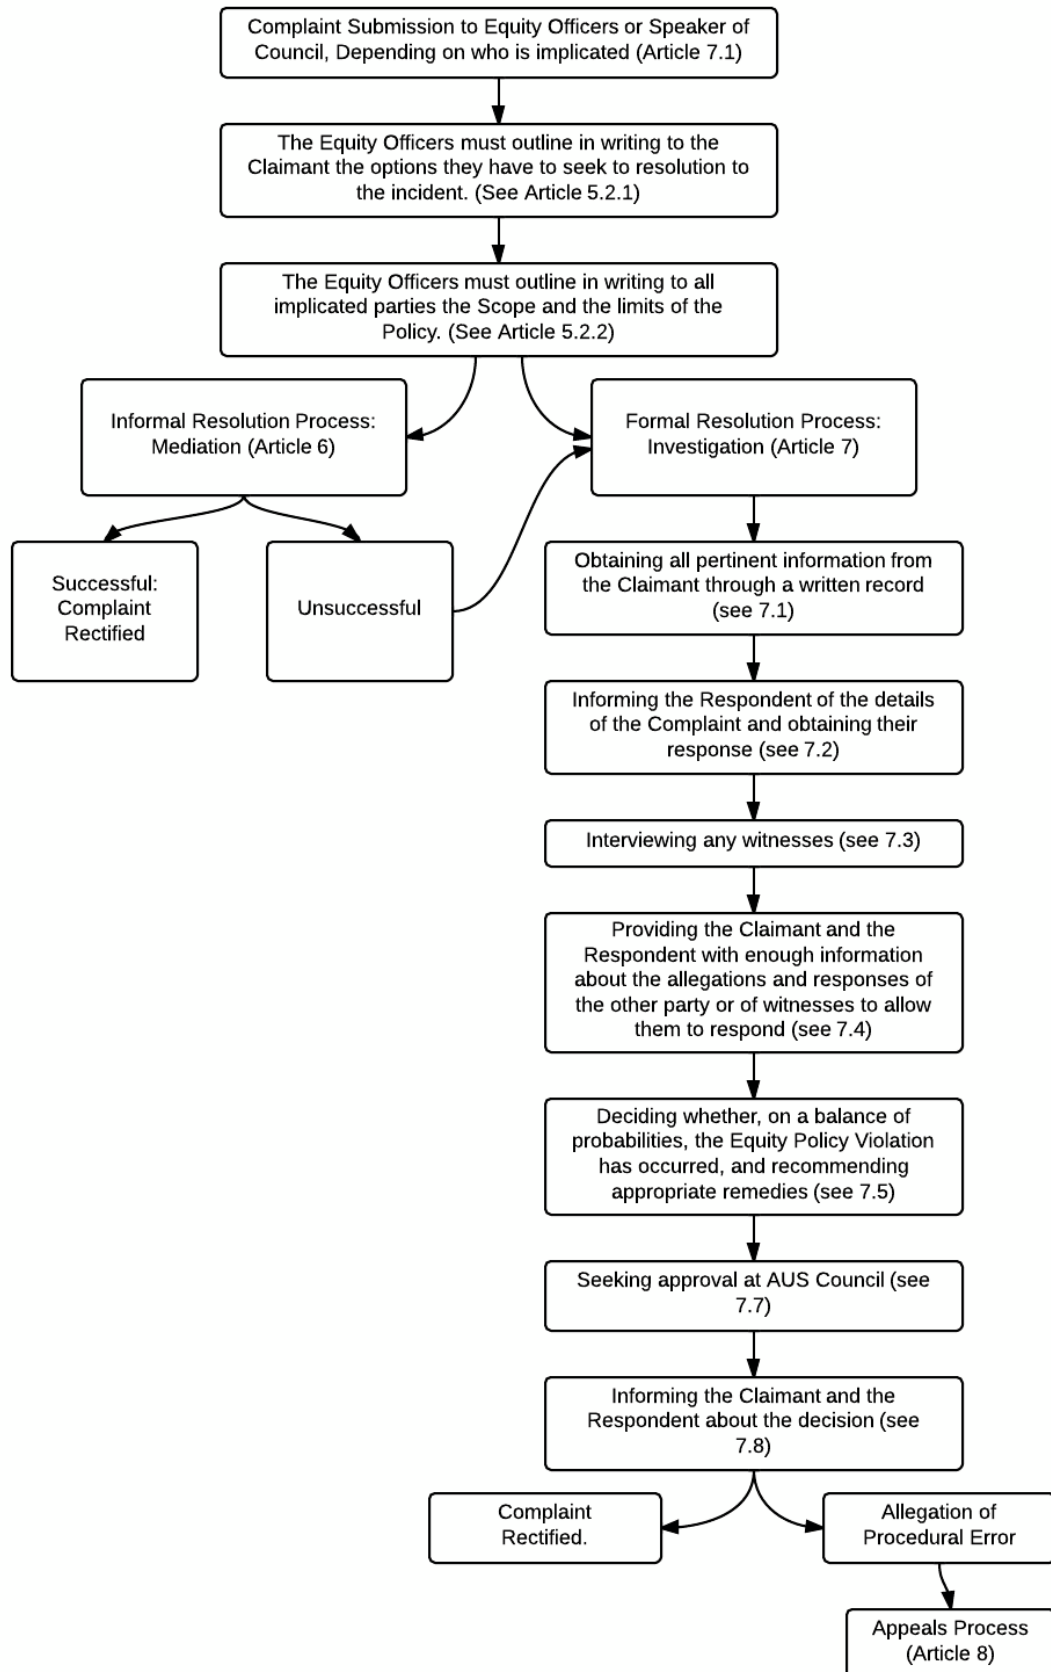 Complaint Submission to Equity Officers or Speaker of
Council, Depending on who is implicated (Article 7.1)
The Equity Officers must outline in writing to the
Claimant the options they have to seek to resolution to
the incident. (See Article 5.2.1)
The Equity Officers must outline in writing to all
implicated parties the Scope and the limits of the
Policy. (See Article 5.2.2)
Informal Resolution Process:
Mediation (Article 6)
Formal Resolution Process:
Investigation (Article 7)
Successful:
Complaint
Rectified
Unsuccessful
Obtaining all pertinent information from
the Claimant through a written record
(see 7.1)
Informing the Respondent of the details
of the Complaint and obtaining their
response (see 7.2)
Interviewing any witnesses (see 7.3)
Providing the Claimant and the
Respondent with enough information
about the allegations and responses of
the other party or of witnesses to allow
them to respond (see 7.4)
Deciding whether, on a balance of
probabilities, the Equity Policy Violation
has occurred, and recommending
appropriate remedies (see 7.5)
Seeking approval at AUS Council (see
7.7)
Informing the Claimant and the
Respondent about the decision (see
7.8)
Complaint
Rectified.
Allegation of
Procedural Error
Appeals Process
(Article 8)